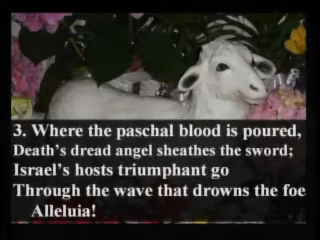 3. Where the paschal blood is poured,
Death's dread angel sheathes the sword;
Israel's hosts triumphant go
Through the wave that drowns the foe
Alleluia!